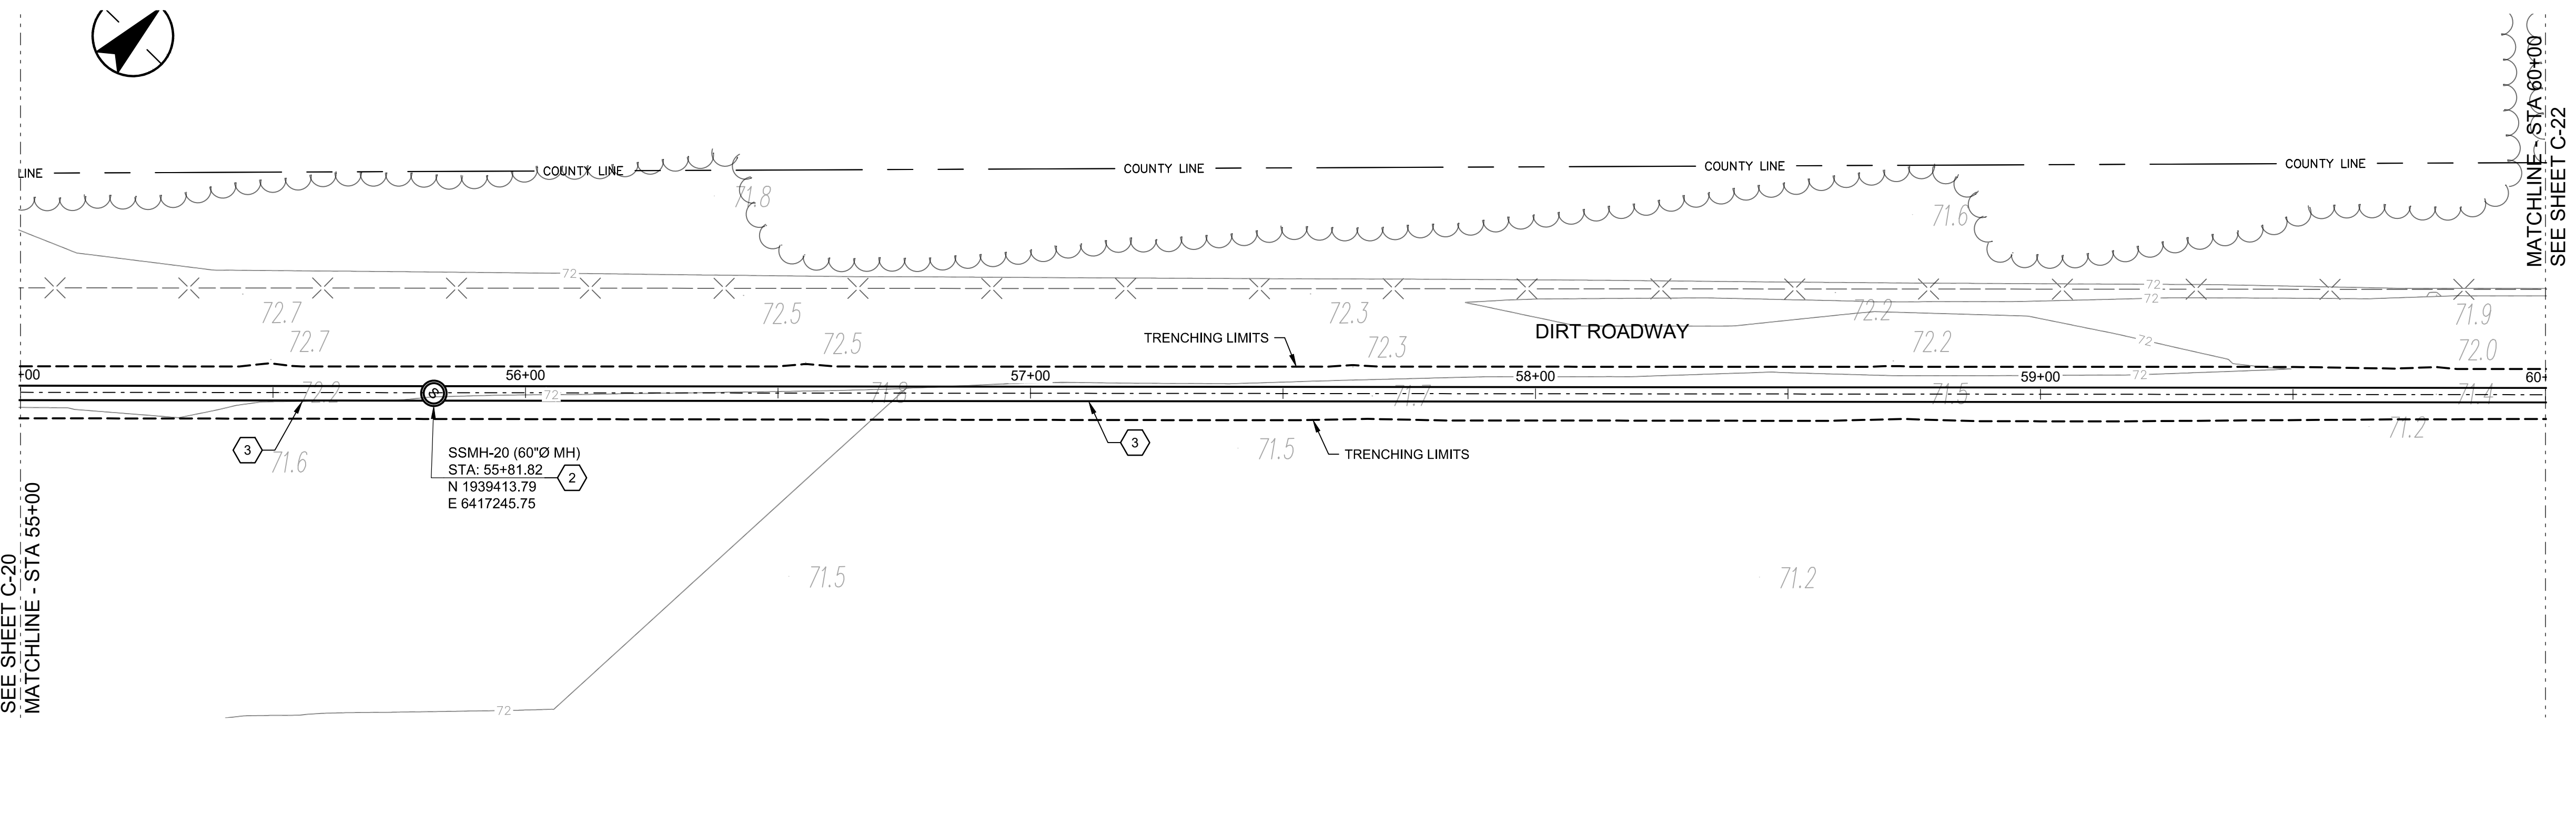 MATCHLINE - STA 60+00
SEE SHEET C-22
LINE
COUNTY LINE
COUNTY LINE
COUNTY LINE
COUNTY LINE
71.8
71.6
72
72
72
72.7
72.5
72.3
72.2
71.9
72.7
72.5
TRENCHING LIMITS
72.3
DIRT ROADWAY
72.2
72
72.0
+00
56+00
57+00
58+00
59+00
72
60+
72.2
72
71.8
71.7
71.5
71.4
S
71.2
3
71.6
SSMH-20 (60"Ø MH)
STA: 55+81.82
N 1939413.79
E 6417245.75
2
3
71.5
TRENCHING LIMITS
71.5
71.2
72
SEE SHEET C-20
MATCHLINE - STA 55+00